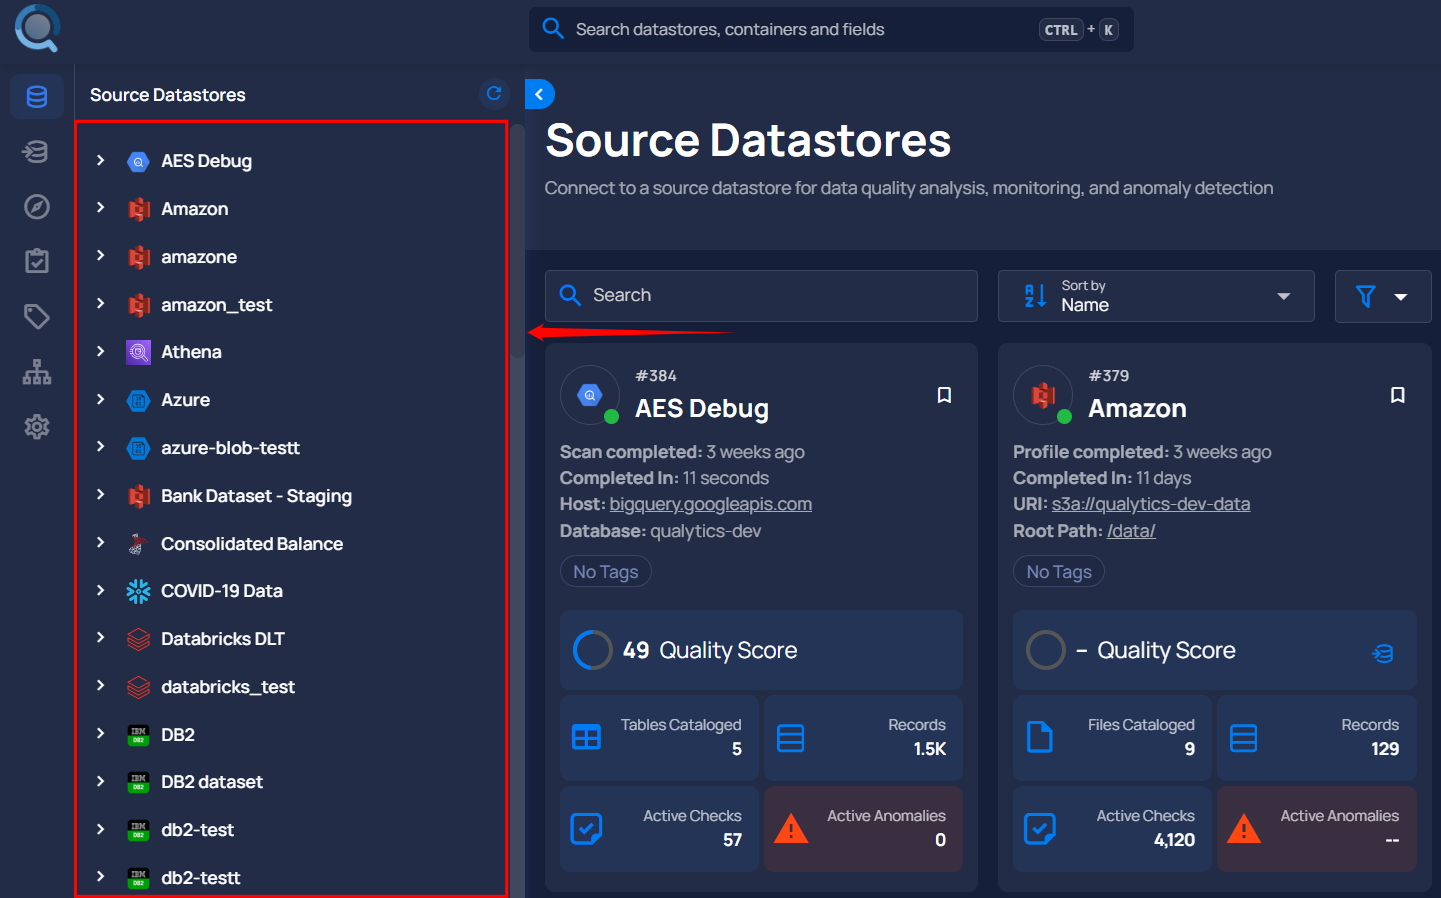 Search datastores, containers and fields CTRL + K
Source Datastores
AES Debug
Amazon
amazone
amazon_test
Athena
Azure
azure-blob-testt
Bank Dataset - Staging
Consolidated Balance
COVID-19 Data
Databricks DLT
databricks_test
DB2
DB2 dataset
db2-test
db2-testt
Source Datastores
Connect to a source datastore for data quality analysis, monitoring, and anomaly detection
Search
Sort by
Name
#384
AES Debug
Scan completed: 3 weeks ago
Completed In: 11 seconds
Host: bigquery.googleapis.com
Database: qualytics-dev
No Tags
49 Quality Score
Tables Cataloged
5
Records
1.5K
Active Checks
57
Active Anomalies
0
#379
Amazon
Profile completed: 3 weeks ago
Completed In: 11 days
URI: s3a://qualytics-dev-data
Root Path: /data/
No Tags
– Quality Score
Files Cataloged
9
Records
129
Active Checks
4,120
Active Anomalies
--